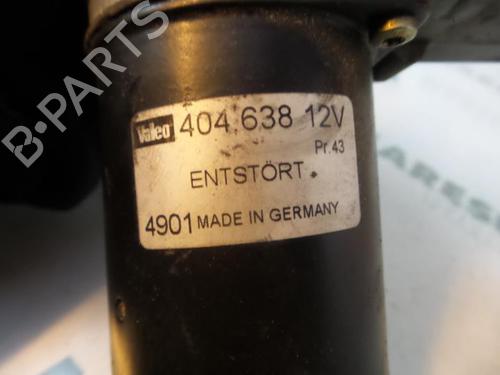 Valeo 404 638 12V
Pr.43
ENTSTÖRT
4901 MADE IN GERMANY
B-PARTS